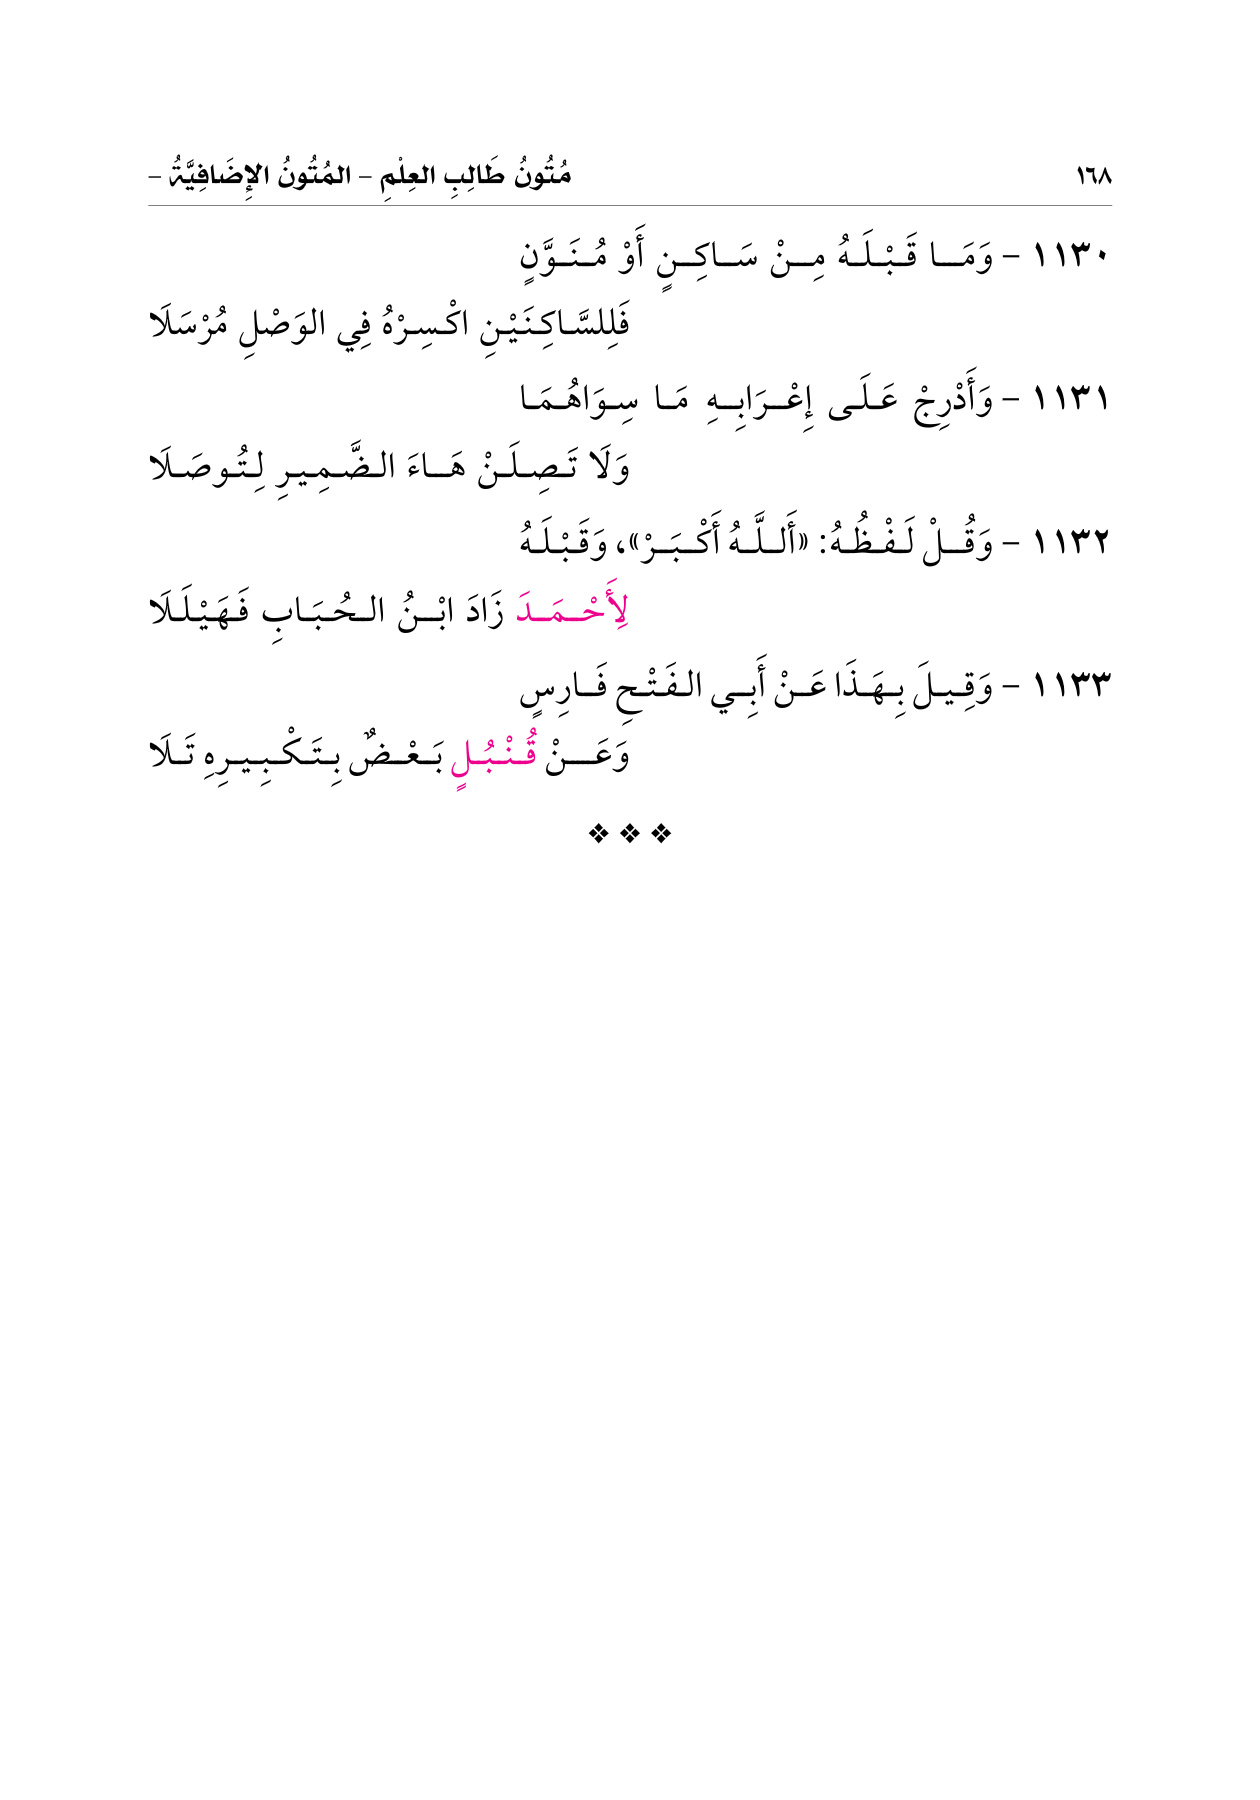 ١٦٨ مُتُونُ طَالِبِ العِلْمِ – المُتُونُ الإِضَافِيَّةُ –
١١٣٠ – وَمَا قَبْلَهُ مِنْ سَاكِنٍ أَوْ مُنَوَّنٍ
فَلِلسَّاكِنَيْنِ اكْسِرْهُ فِي الوَصْلِ مُرْسَلَا
١١٣١ – وَأَدْرِجْ عَلَى إِعْرَابِهِ مَا سِوَاهُمَا
وَلَا تَصِلَنْ هَاءَ الضَّمِيرِ لِتُوصَلَا
١١٣٢ – وَقُلْ لَفْظُهُ: «أَللَّهُ أَكْبَرْ»، وَقَبْلَهُ
لِأَحْمَدَ زَادَ ابْنُ الحُبَابِ فَهَيْلَلَا
١١٣٣ – وَقِيلَ بِهَذَا عَنْ أَبِي الفَتْحِ فَارِسٍ
وَعَنْ قُنْبُلٍ بَعْضٌ بِتَكْبِيرِهِ تَلَا